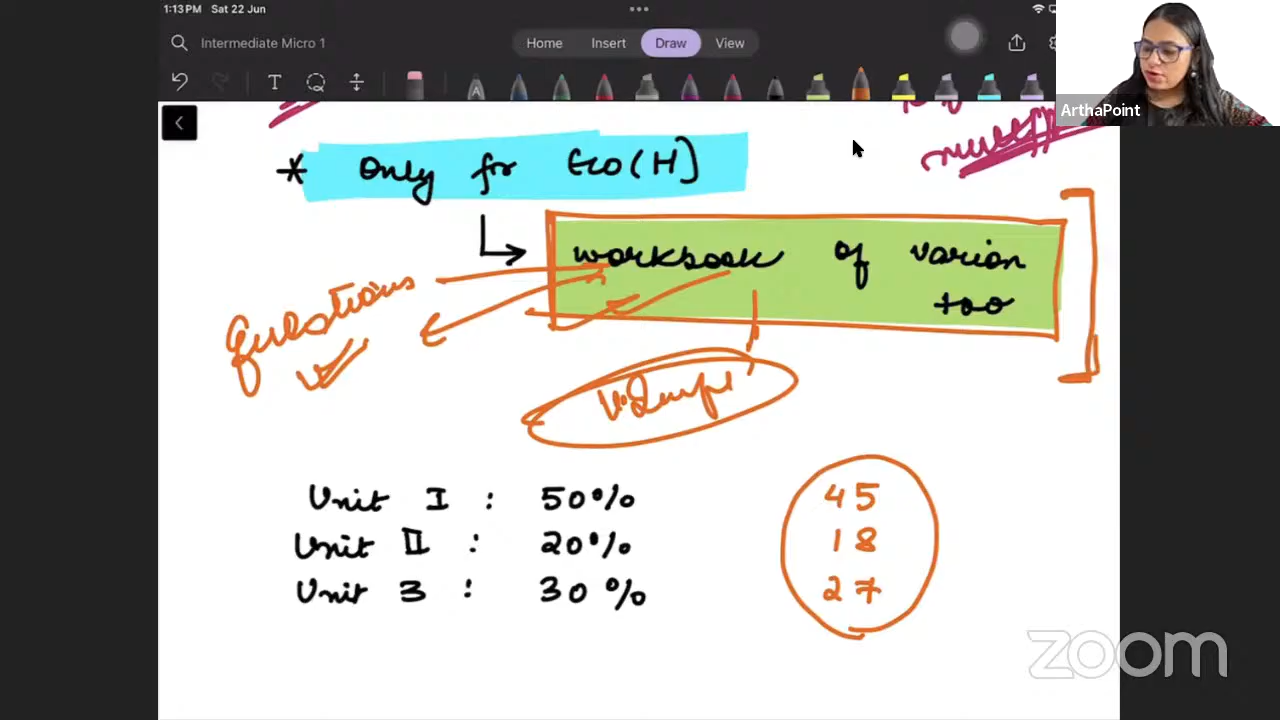 1:13 PM Sat 22 Jun
Intermediate Micro 1
Home Insert Draw View
ArthaPoint
* Only for Eco(H)
workbook of varian
too
Questions
V. Imp
Unit I : 50% 45
Unit II : 20% 18
Unit 3 : 30% 27
zoom